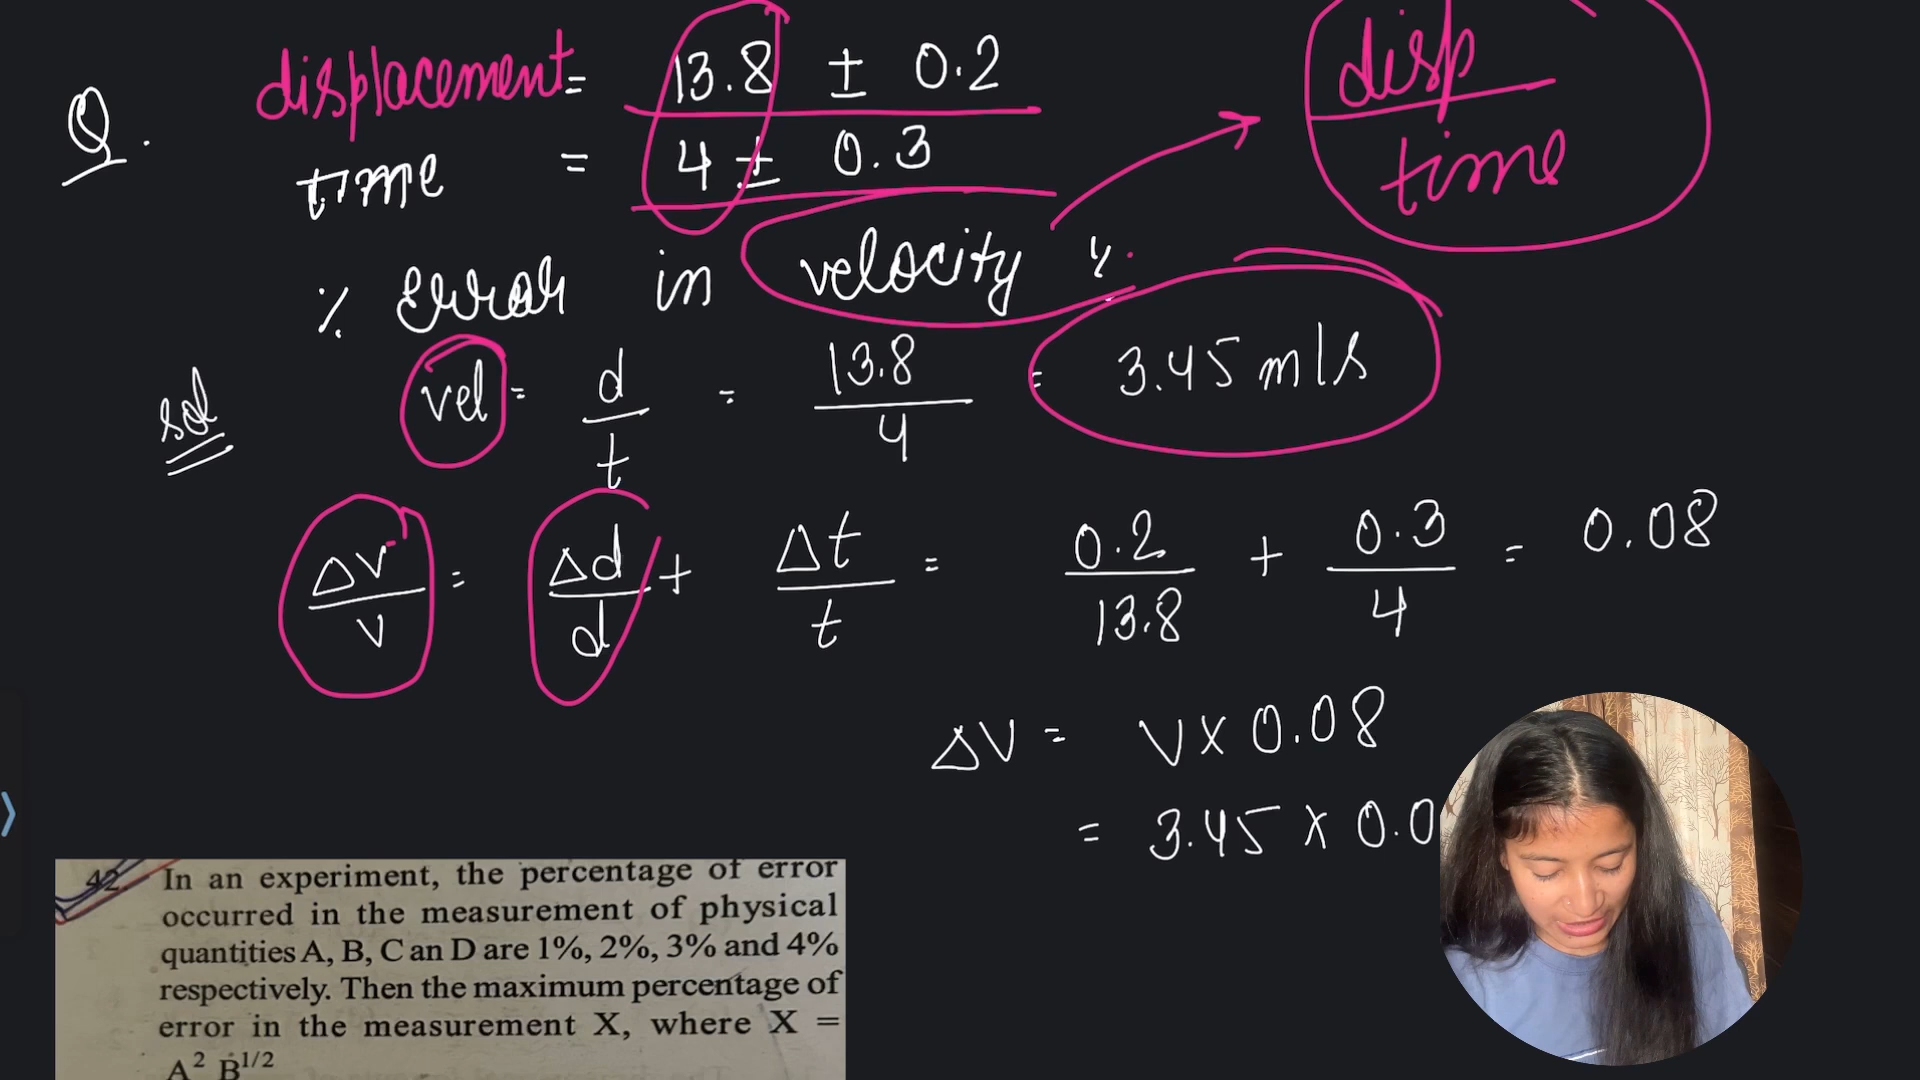 Q. displacement = 13.8 ± 0.2
time = 4 ± 0.3
disp
time
% error in velocity
sol
vel = d/t = 13.8/4 = 3.45 m/s
Δv/v = Δd/d + Δt/t = 0.2/13.8 + 0.3/4 = 0.08
ΔV = V x 0.08
= 3.45 x 0.0
42. In an experiment, the percentage of error
occurred in the measurement of physical
quantities A, B, C an D are 1%, 2%, 3% and 4%
respectively. Then the maximum percentage of
error in the measurement X, where X =
A² B^1/2